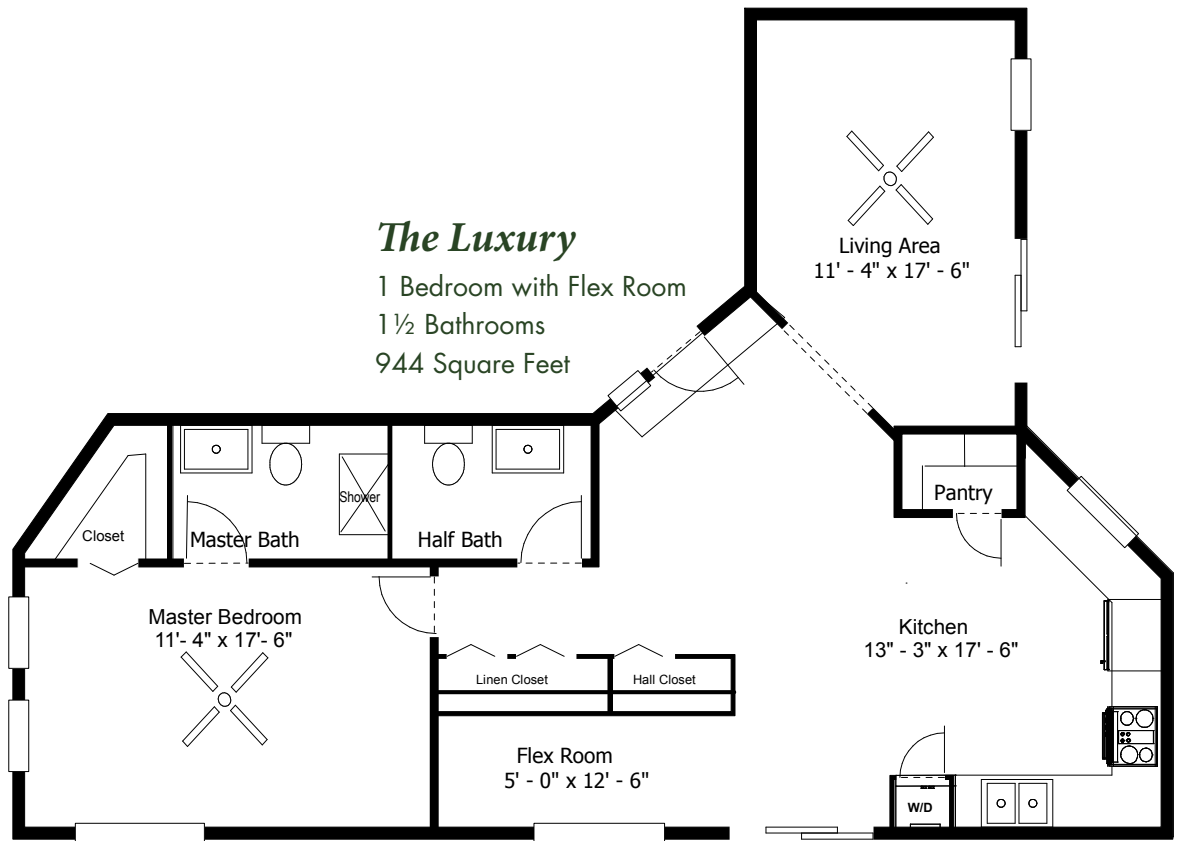 The Luxury
1 Bedroom with Flex Room
1½ Bathrooms
944 Square Feet
Living Area
11' - 4" x 17' - 6"
Pantry
Shower
Closet
Master Bath
Half Bath
Master Bedroom
11'- 4" x 17'- 6"
Kitchen
13" - 3" x 17' - 6"
Linen Closet
Hall Closet
Flex Room
5' - 0" x 12' - 6"
W/D